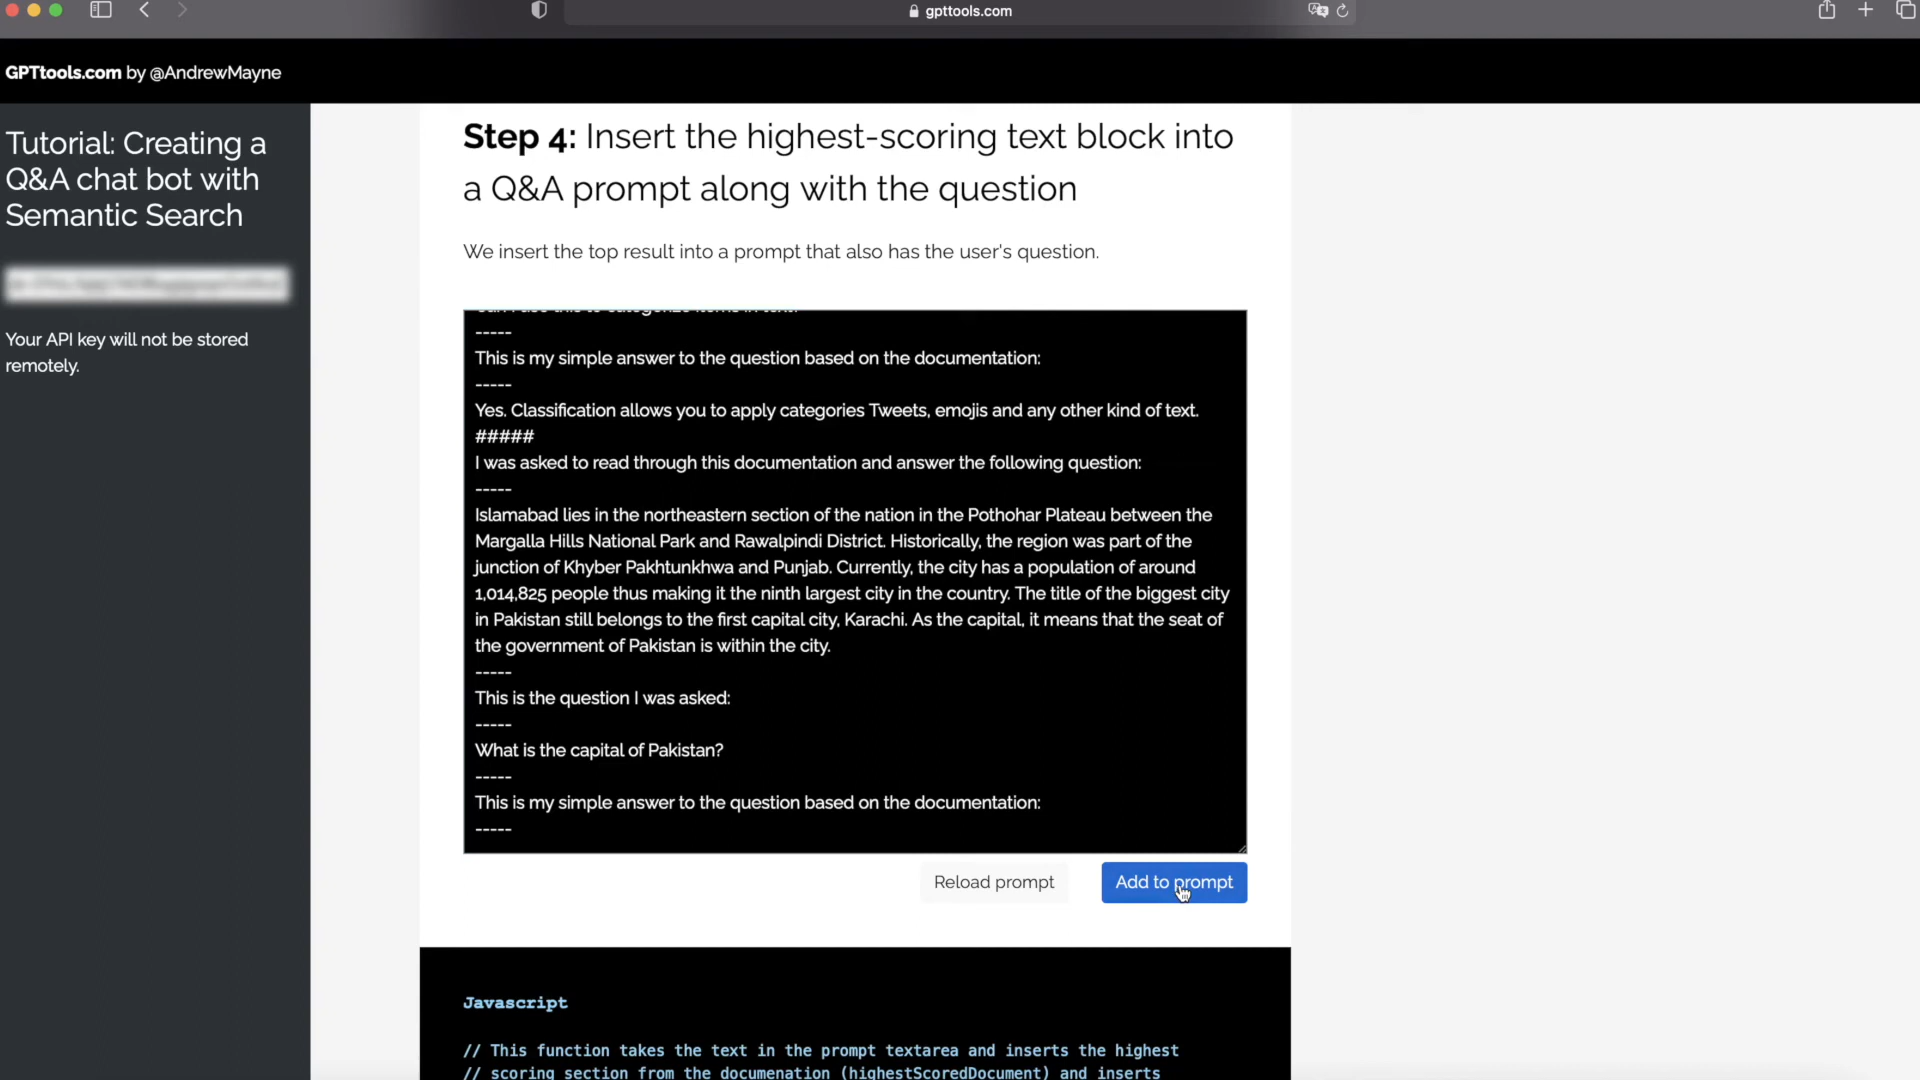 gpttools.com
GPTtools.com by @AndrewMayne
Tutorial: Creating a
Q&A chat bot with
Semantic Search
Your API key will not be stored
remotely.
Step 4: Insert the highest-scoring text block into
a Q&A prompt along with the question
We insert the top result into a prompt that also has the user's question.
-----
This is my simple answer to the question based on the documentation:
-----
Yes. Classification allows you to apply categories Tweets, emojis and any other kind of text.
#####
I was asked to read through this documentation and answer the following question:
-----
Islamabad lies in the northeastern section of the nation in the Pothohar Plateau between the
Margalla Hills National Park and Rawalpindi District. Historically, the region was part of the
junction of Khyber Pakhtunkhwa and Punjab. Currently, the city has a population of around
1,014,825 people thus making it the ninth largest city in the country. The title of the biggest city
in Pakistan still belongs to the first capital city, Karachi. As the capital, it means that the seat of
the government of Pakistan is within the city.
-----
This is the question I was asked:
-----
What is the capital of Pakistan?
-----
This is my simple answer to the question based on the documentation:
-----
Reload prompt
Add to prompt
Javascript
// This function takes the text in the prompt textarea and inserts the highest
// scoring section from the documenation (highestScoredDocument) and inserts